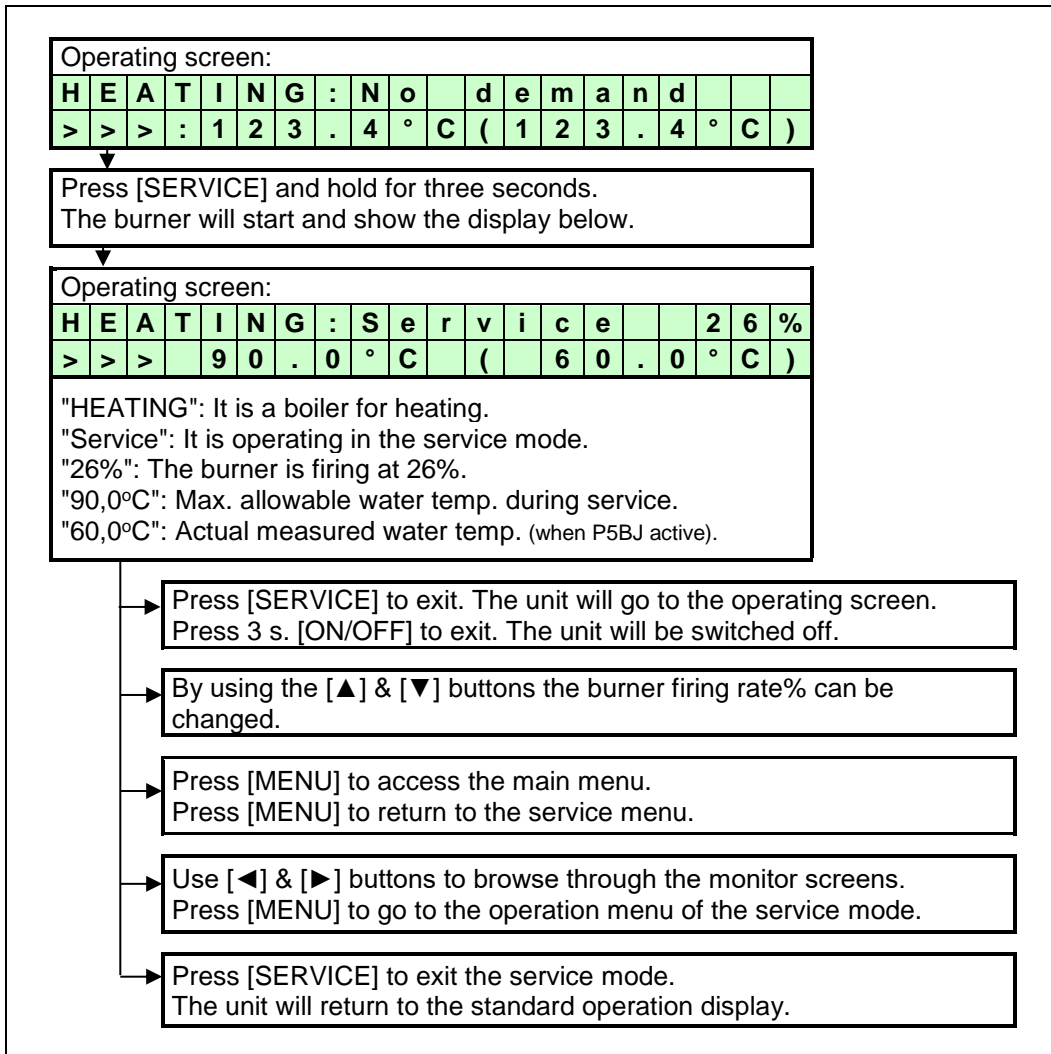 Operating screen:
HEATING:No demand
>>>:123.4°C(123.4°C)
Press [SERVICE] and hold for three seconds.
The burner will start and show the display below.
Operating screen:
HEATING:Service  26%
>>> 90.0°C ( 60.0°C)
"HEATING": It is a boiler for heating.
"Service": It is operating in the service mode.
"26%": The burner is firing at 26%.
"90,0°C": Max. allowable water temp. during service.
"60,0°C": Actual measured water temp. (when P5BJ active).
Press [SERVICE] to exit. The unit will go to the operating screen.
Press 3 s. [ON/OFF] to exit. The unit will be switched off.
By using the [▲] & [▼] buttons the burner firing rate% can be
changed.
Press [MENU] to access the main menu.
Press [MENU] to return to the service menu.
Use [◄] & [►] buttons to browse through the monitor screens.
Press [MENU] to go to the operation menu of the service mode.
Press [SERVICE] to exit the service mode.
The unit will return to the standard operation display.